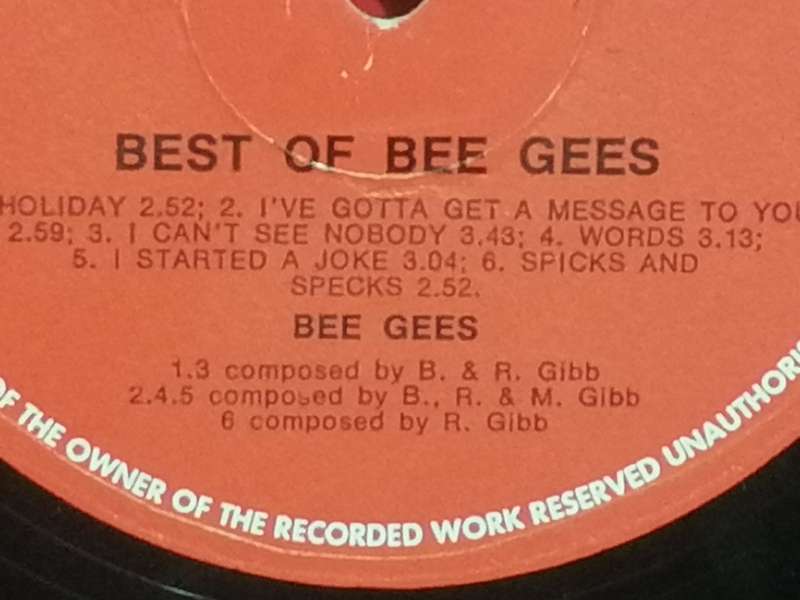 BEST OF BEE GEES
HOLIDAY 2.52; 2. I'VE GOTTA GET A MESSAGE TO YOU
2.59; 3. I CAN'T SEE NOBODY 3.43; 4. WORDS 3.13;
5. I STARTED A JOKE 3.04; 6. SPICKS AND
SPECKS 2.52.
BEE GEES
1.3 composed by B. & R. Gibb
2.4.5 composed by B., R. & M. Gibb
6 composed by R. Gibb
OF THE OWNER OF THE RECORDED WORK RESERVED UNAUTHORIS